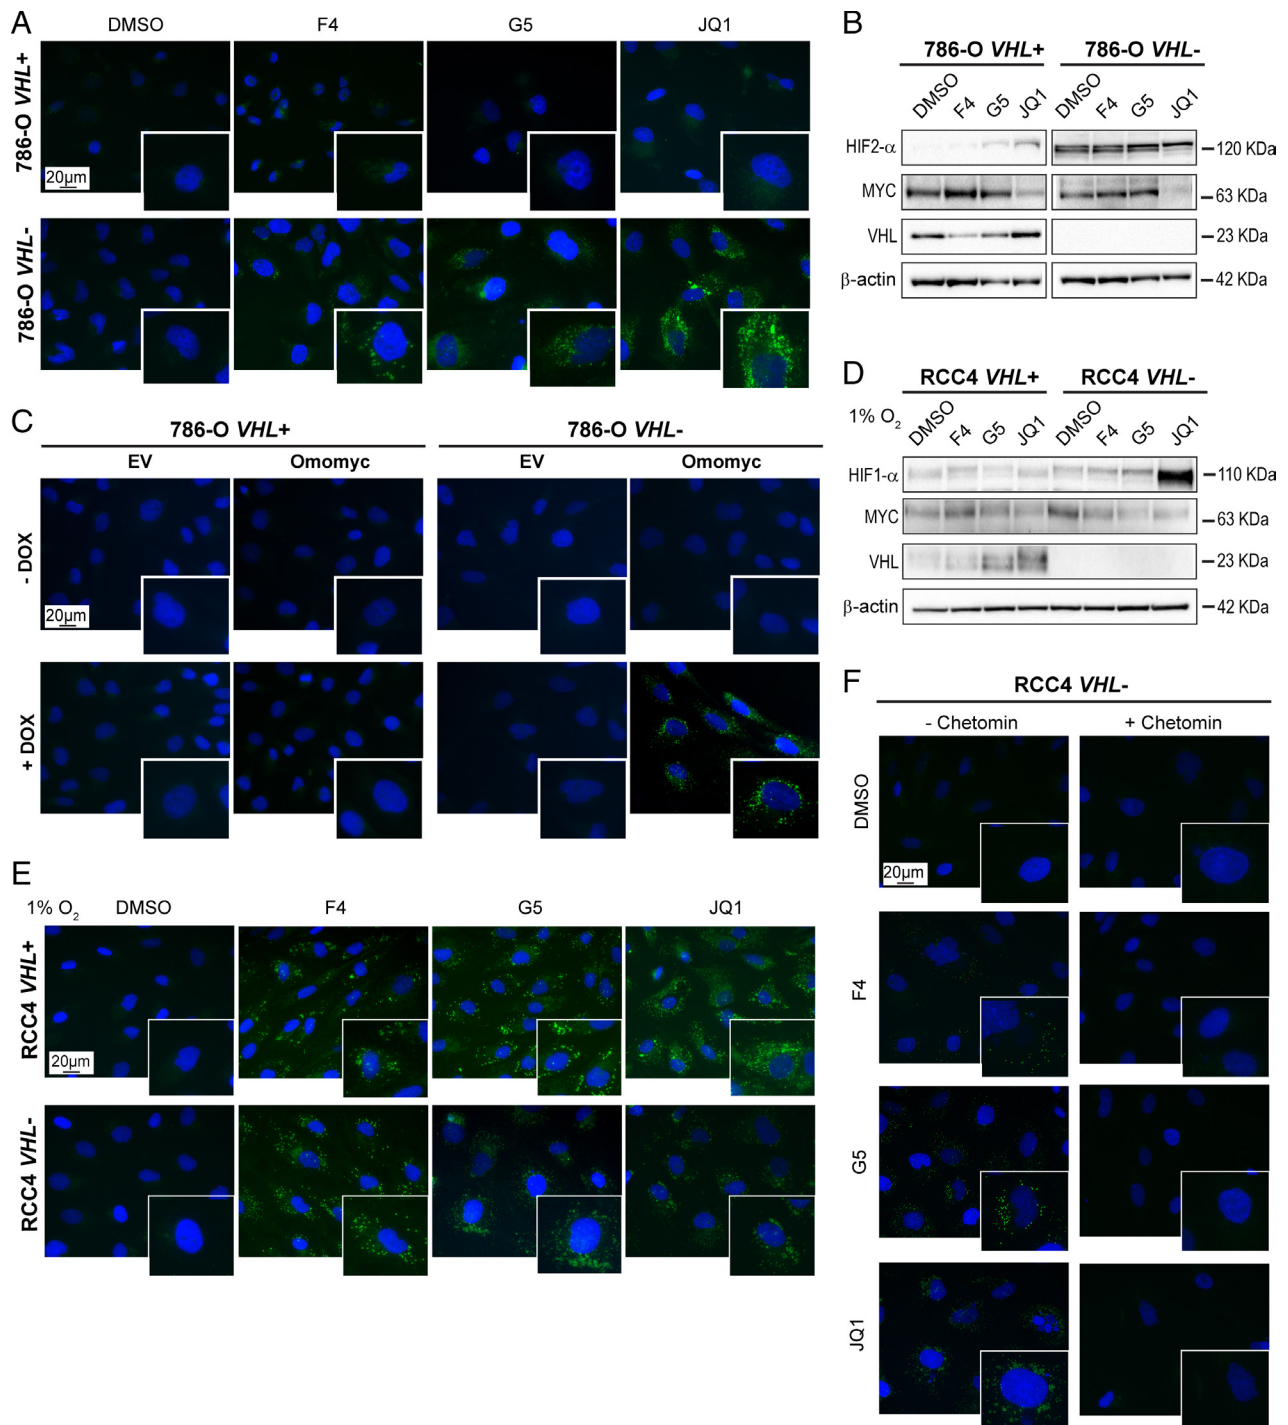 A
DMSO F4 G5 JQ1
786-O VHL+
20µm
786-O VHL-
B
786-O VHL+ 786-O VHL-
DMSO F4 G5 JQ1 DMSO F4 G5 JQ1
HIF2-α 120 KDa
MYC 63 KDa
VHL 23 KDa
β-actin 42 KDa
C
786-O VHL+ 786-O VHL-
EV Omomyc EV Omomyc
- DOX
20µm
+ DOX
D
RCC4 VHL+ RCC4 VHL-
1% O2 DMSO F4 G5 JQ1 DMSO F4 G5 JQ1
HIF1-α 110 KDa
MYC 63 KDa
VHL 23 KDa
β-actin 42 KDa
E
1% O2 DMSO F4 G5 JQ1
RCC4 VHL+
20µm
RCC4 VHL-
F
RCC4 VHL-
- Chetomin + Chetomin
DMSO
20µm
F4
G5
JQ1